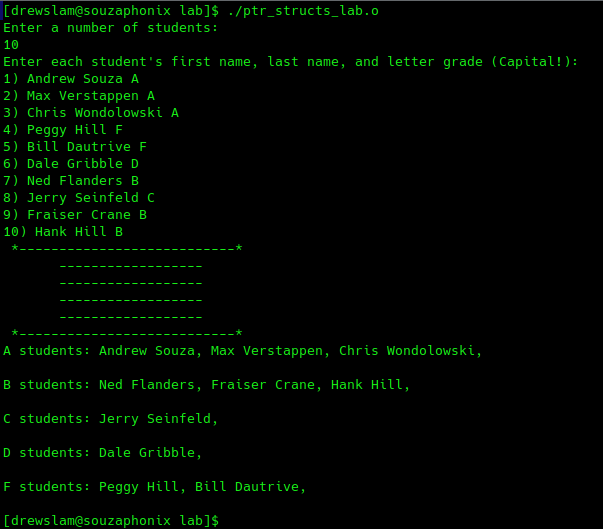 [drewslam@souzaphonix lab]$ ./ptr_structs_lab.o
Enter a number of students:
10
Enter each student's first name, last name, and letter grade (Capital!):
1) Andrew Souza A
2) Max Verstappen A
3) Chris Wondolowski A
4) Peggy Hill F
5) Bill Dautrive F
6) Dale Gribble D
7) Ned Flanders B
8) Jerry Seinfeld C
9) Fraiser Crane B
10) Hank Hill B
*---------------------------*
------------------
------------------
------------------
------------------
*---------------------------*
A students: Andrew Souza, Max Verstappen, Chris Wondolowski,
B students: Ned Flanders, Fraiser Crane, Hank Hill,
C students: Jerry Seinfeld,
D students: Dale Gribble,
F students: Peggy Hill, Bill Dautrive,
[drewslam@souzaphonix lab]$